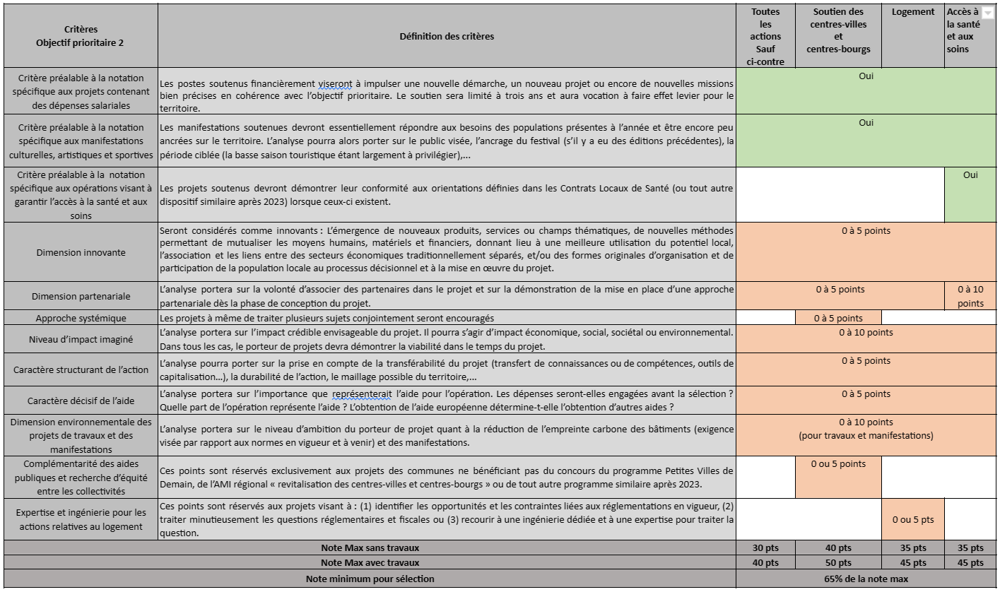 Critères
Objectif prioritaire 2
Définition des critères
Toutes
les
actions
Sauf
ci-contre
Soutien des
centres-villes
et
centres-bourgs
Logement
Accès à
la santé
et aux
soins
Critère préalable à la notation
spécifique aux projets contenant
des dépenses salariales
Les postes soutenus financièrement viseront à impulser une nouvelle démarche, un nouveau projet ou encore de nouvelles missions
bien précises en cohérence avec l’objectif prioritaire. Le soutien sera limité à trois ans et aura vocation à faire effet levier pour le
territoire.
Oui
Critère préalable à la notation
spécifique aux manifestations
culturelles, artistiques et sportives
Les manifestations soutenues devront essentiellement répondre aux besoins des populations présentes à l’année et être encore peu
ancrées sur le territoire. L’analyse pourra alors porter sur le public visée, l’ancrage du festival (s’il y a eu des éditions précédentes), la
période ciblée (la basse saison touristique étant largement à privilégier),...
Oui
Critère préalable à la notation
spécifique aux opérations visant à
garantir l’accès à la santé et aux
soins
Les projets soutenus devront démontrer leur conformité aux orientations définies dans les Contrats Locaux de Santé (ou tout autre
dispositif similaire après 2023) lorsque ceux-ci existent.
Oui
Dimension innovante
Seront considérés comme innovants : L’émergence de nouveaux produits, services ou champs thématiques, de nouvelles méthodes
permettant de mutualiser les moyens humains, matériels et financiers, donnant lieu à une meilleure utilisation du potentiel local,
l’association et les liens entre des secteurs économiques traditionnellement séparés, et/ou des formes originales d’organisation et de
participation de la population locale au processus décisionnel et à la mise en œuvre du projet.
0 à 5 points
Dimension partenariale
L’analyse portera sur la volonté d’associer des partenaires dans le projet et sur la démonstration de la mise en place d’une approche
partenariale dès la phase de conception du projet.
0 à 5 points
0 à 10
points
Approche systémique
Les projets à même de traiter plusieurs sujets conjointement seront encouragés
0 à 5 points
Niveau d’impact imaginé
L’analyse portera sur l’impact crédible envisageable du projet. Il pourra s’agir d’impact économique, social, sociétal ou environnemental.
Dans tous les cas, le porteur de projets devra démontrer la viabilité dans le temps du projet.
0 à 10 points
Caractère structurant de l’action
L’analyse pourra porter sur la prise en compte de la transférabilité du projet (transfert de connaissances ou de compétences, outils de
capitalisation…), la durabilité de l’action, le maillage possible du territoire,...
0 à 5 points
Caractère décisif de l’aide
L’analyse portera sur l’importance que représenterait l’aide pour l’opération. Les dépenses seront-elles engagées avant la sélection ?
Quelle part de l’opération représente l’aide ? L’obtention de l’aide européenne détermine-t-elle l’obtention d’autres aides ?
0 à 5 points
Dimension environnementale des
projets de travaux et des
manifestations
L’analyse portera sur le niveau d’ambition du porteur de projet quant à la réduction de l’empreinte carbone des bâtiments (exigence
visée par rapport aux normes en vigueur et à venir) et des manifestations.
0 à 10 points
(pour travaux et manifestations)
Complémentarité des aides
publiques et recherche d’équité
entre les collectivités
Ces points sont réservés exclusivement aux projets des communes ne bénéficiant pas du concours du programme Petites Villes de
Demain, de l’AMI régional « revitalisation des centres-villes et centres-bourgs » ou de tout autre programme similaire après 2023.
0 ou 5 points
Expertise et ingénierie pour les
actions relatives au logement
Ces points sont réservés aux projets visant à : (1) identifier les opportunités et les contraintes liées aux réglementations en vigueur, (2)
traiter minutieusement les questions réglementaires et fiscales ou (3) recourir à une ingénierie dédiée et à une expertise pour traiter la
question.
0 ou 5 pts
Note Max sans travaux
30 pts
40 pts
35 pts
35 pts
Note Max avec travaux
40 pts
50 pts
45 pts
45 pts
Note minimum pour sélection
65% de la note max